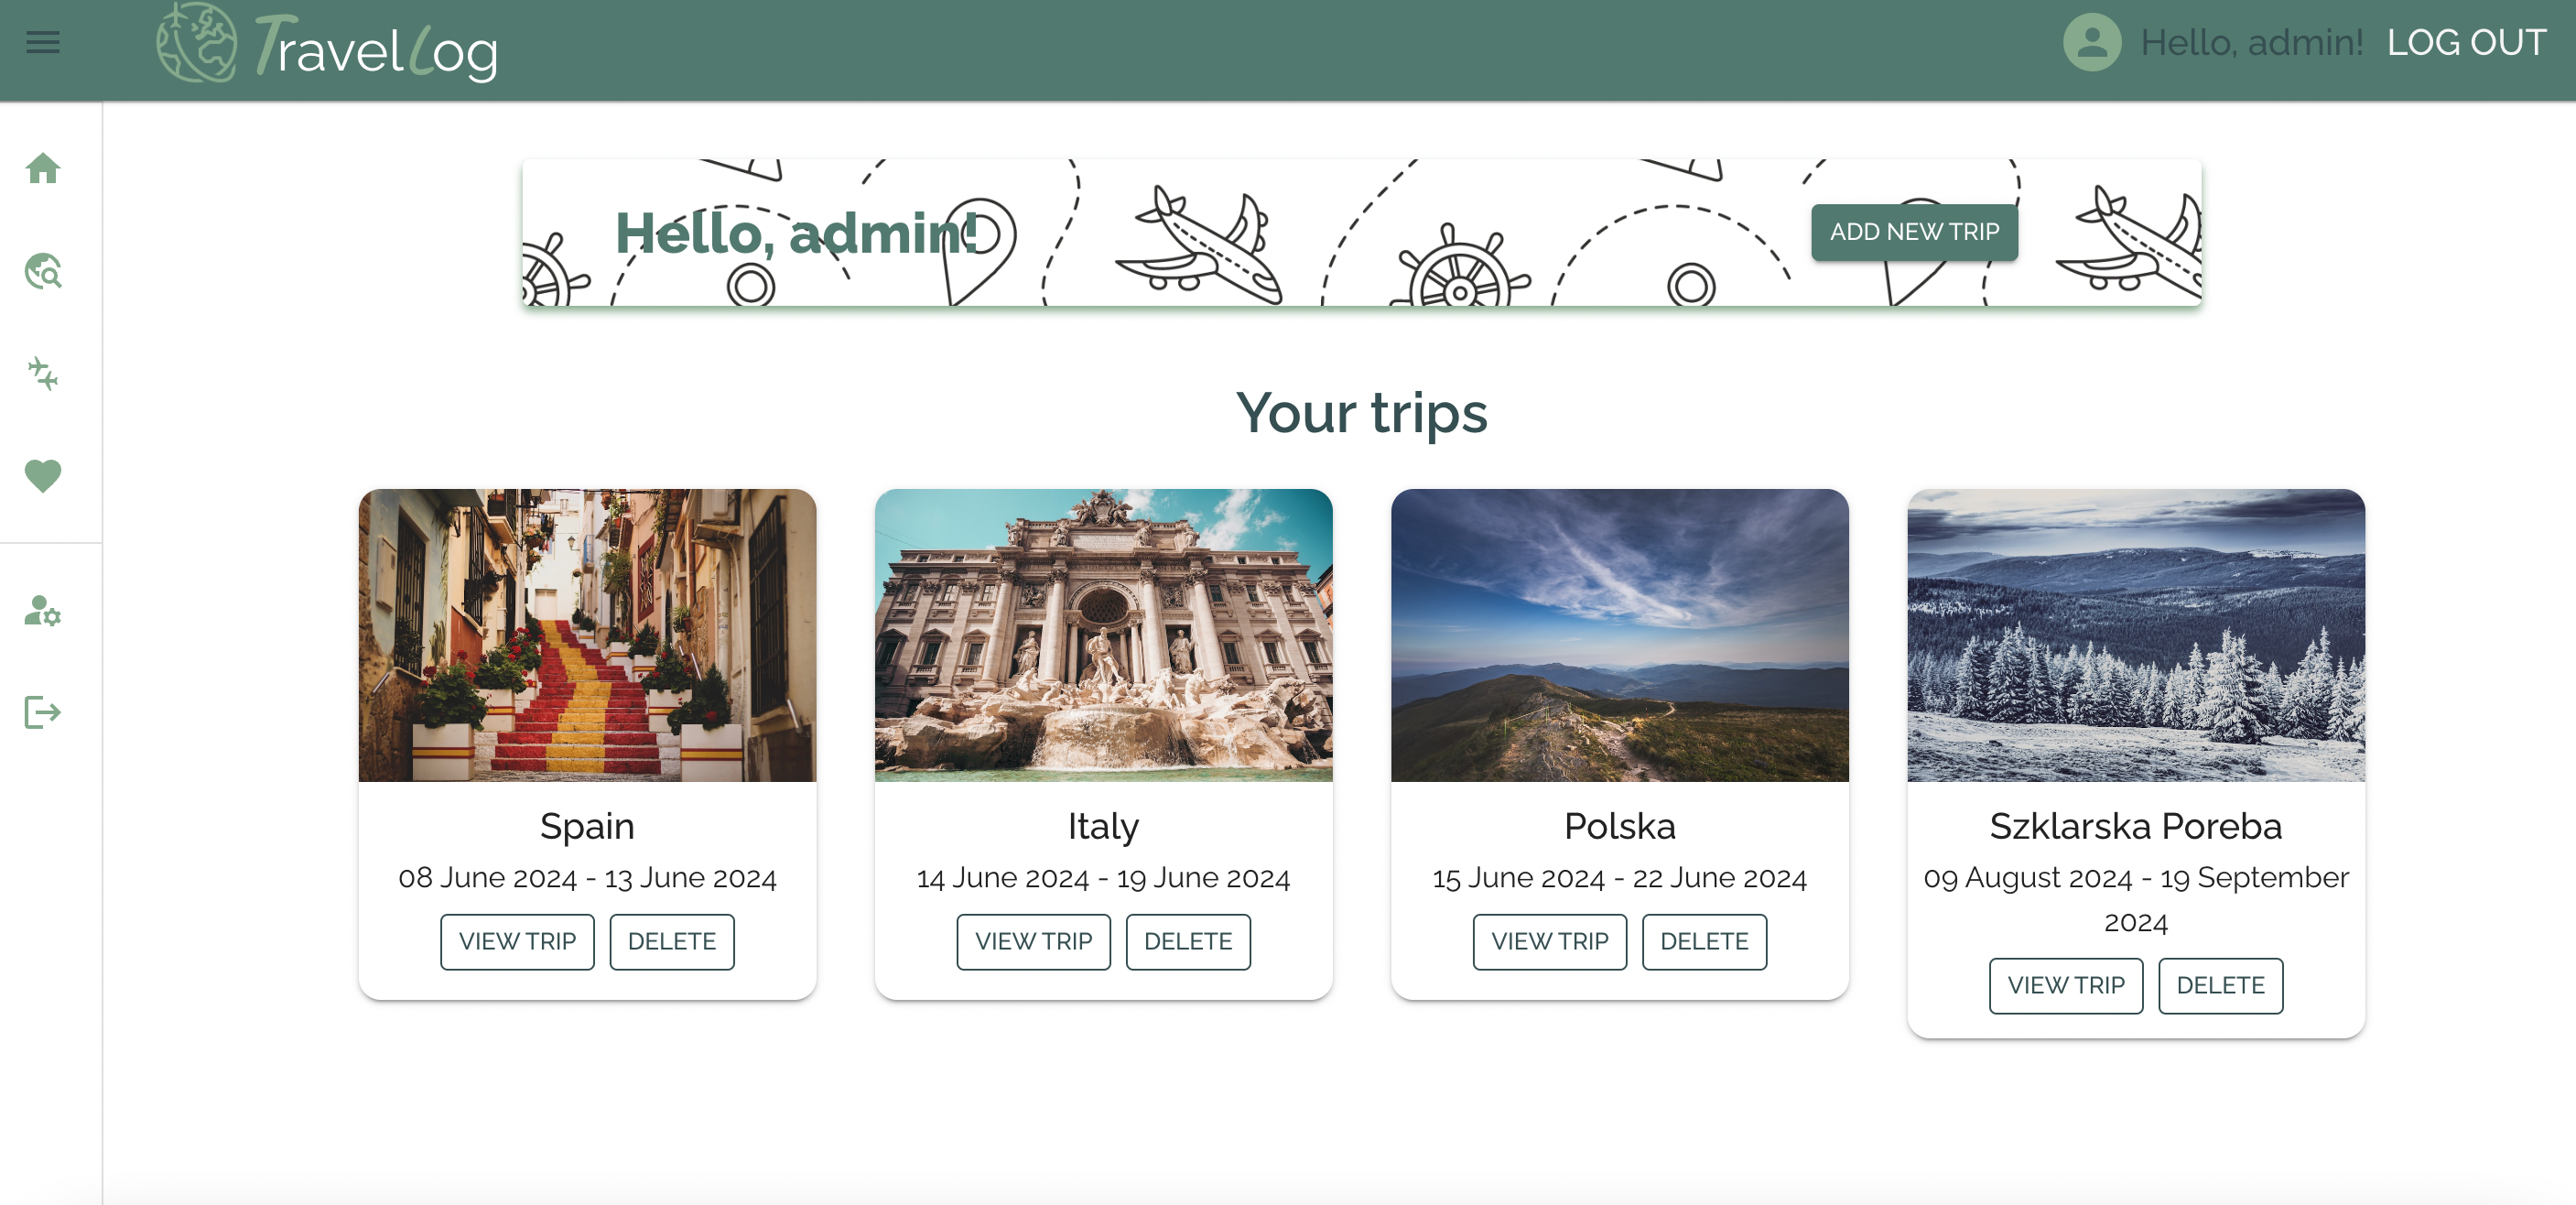 TravelLog
Hello, admin! LOG OUT
Hello, admin!
ADD NEW TRIP
Your trips
Spain
08 June 2024 - 13 June 2024
VIEW TRIP DELETE
Italy
14 June 2024 - 19 June 2024
VIEW TRIP DELETE
Polska
15 June 2024 - 22 June 2024
VIEW TRIP DELETE
Szklarska Poreba
09 August 2024 - 19 September
2024
VIEW TRIP DELETE